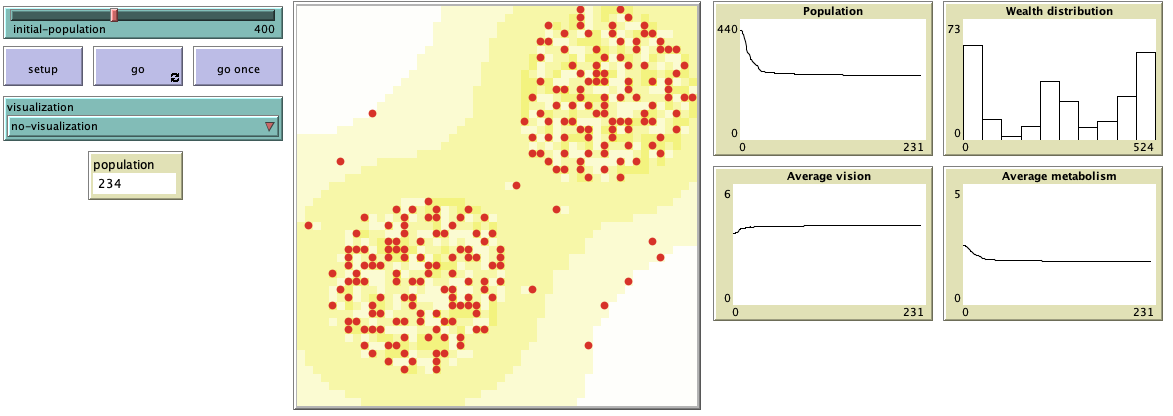 initial-population 400
setup
go
go once
visualization
no-visualization
population
234
Population
440
0
0 231
Wealth distribution
73
0
0 524
Average vision
6
0
0 231
Average metabolism
5
0
0 231